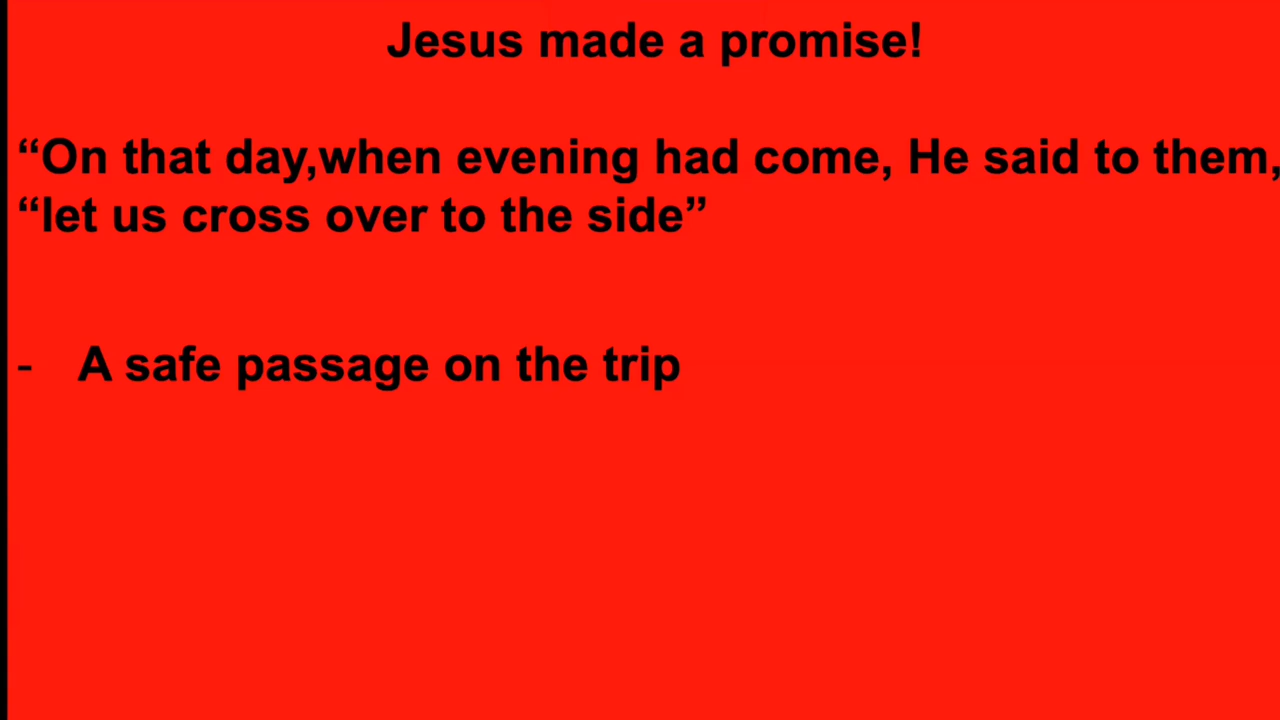 Jesus made a promise!
“On that day,when evening had come, He said to them,
“let us cross over to the side”
- A safe passage on the trip